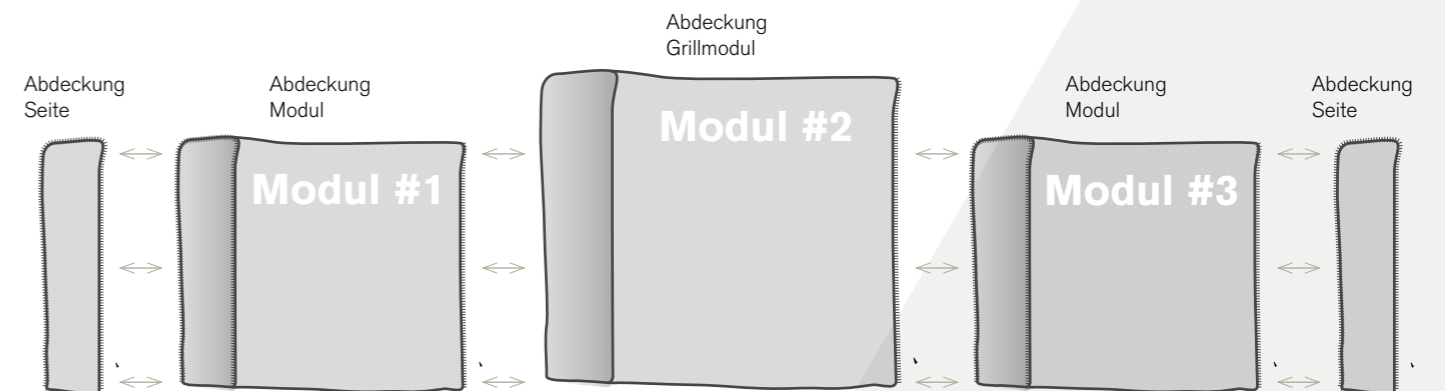 Abdeckung
Seite
Abdeckung
Modul
Abdeckung
Grillmodul
Abdeckung
Modul
Abdeckung
Seite
Modul #1
Modul #2
Modul #3